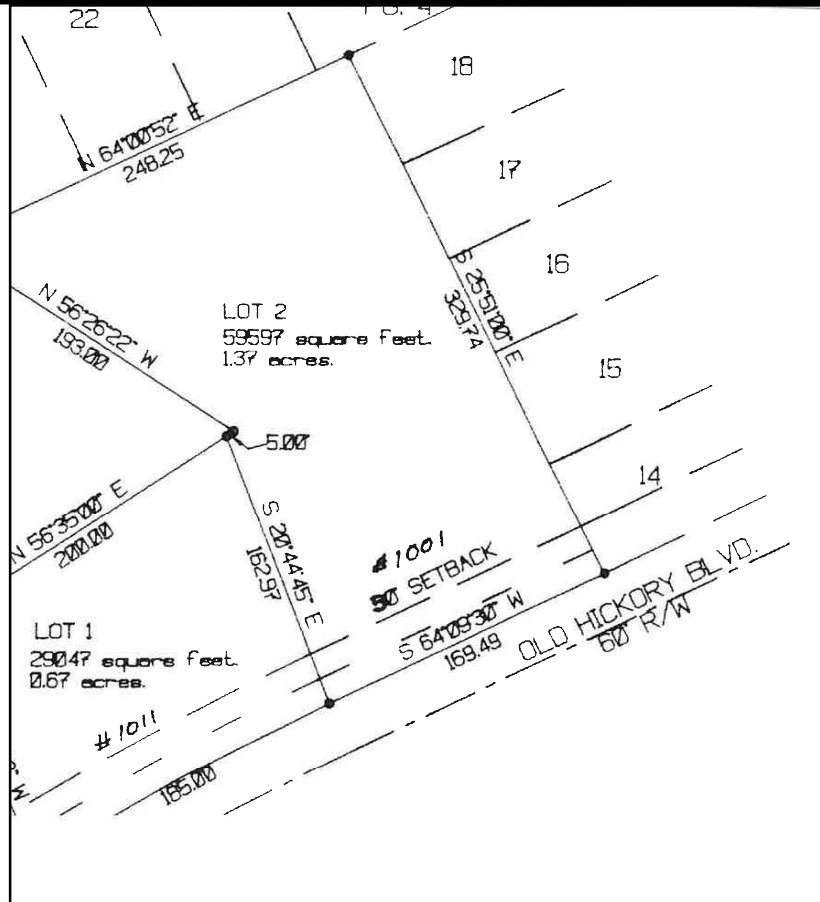 22
18
N 64°00'52" E
248.25
17
S 25°51'00" E
329.74
16
N 56°26'22" W
193.00
LOT 2
59597 square feet.
1.37 acres.
15
5.00'
14
N 56°35'00" E
200.00
S 20°44'45" E
162.97
#1001
50' SETBACK
S 64°09'30" W
169.49
OLD HICKORY BLVD.
60' R/W
LOT 1
29047 square feet.
0.67 acres.
#1011
165.00